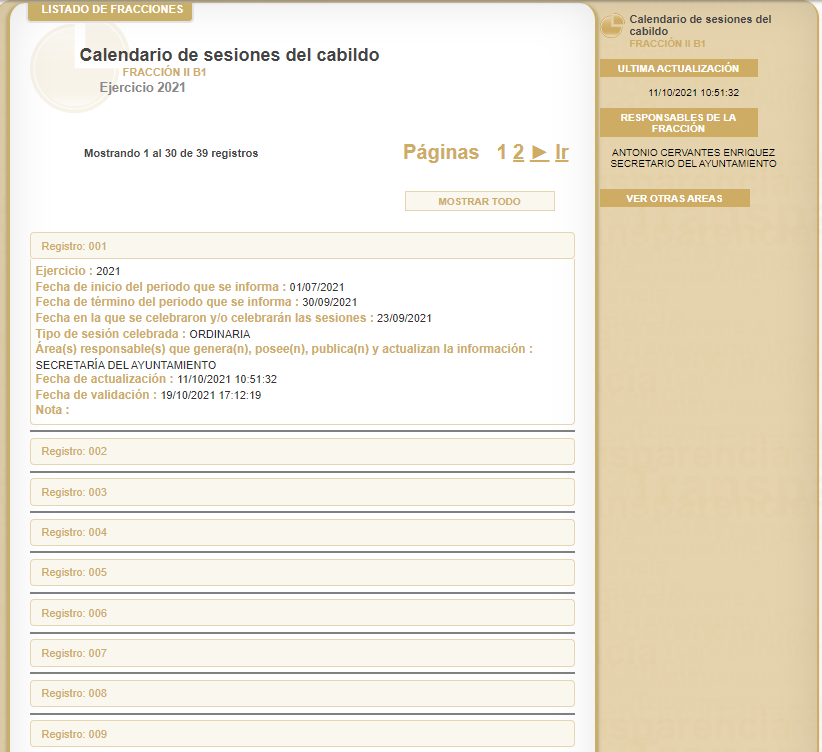 LISTADO DE FRACCIONES
Calendario de sesiones del cabildo
FRACCIÓN II B1
Ejercicio 2021
Mostrando 1 al 30 de 39 registros
Páginas 1 2 ► Ir
MOSTRAR TODO
Registro: 001
Ejercicio : 2021
Fecha de inicio del periodo que se informa : 01/07/2021
Fecha de término del periodo que se informa : 30/09/2021
Fecha en la que se celebraron y/o celebrarán las sesiones : 23/09/2021
Tipo de sesión celebrada : ORDINARIA
Área(s) responsable(s) que genera(n), posee(n), publica(n) y actualizan la información :
SECRETARÍA DEL AYUNTAMIENTO
Fecha de actualización : 11/10/2021 10:51:32
Fecha de validación : 19/10/2021 17:12:19
Nota :
Registro: 002
Registro: 003
Registro: 004
Registro: 005
Registro: 006
Registro: 007
Registro: 008
Registro: 009
Calendario de sesiones del
cabildo
FRACCIÓN II B1
ULTIMA ACTUALIZACIÓN
11/10/2021 10:51:32
RESPONSABLES DE LA
FRACCIÓN
ANTONIO CERVANTES ENRIQUEZ
SECRETARIO DEL AYUNTAMIENTO
VER OTRAS AREAS